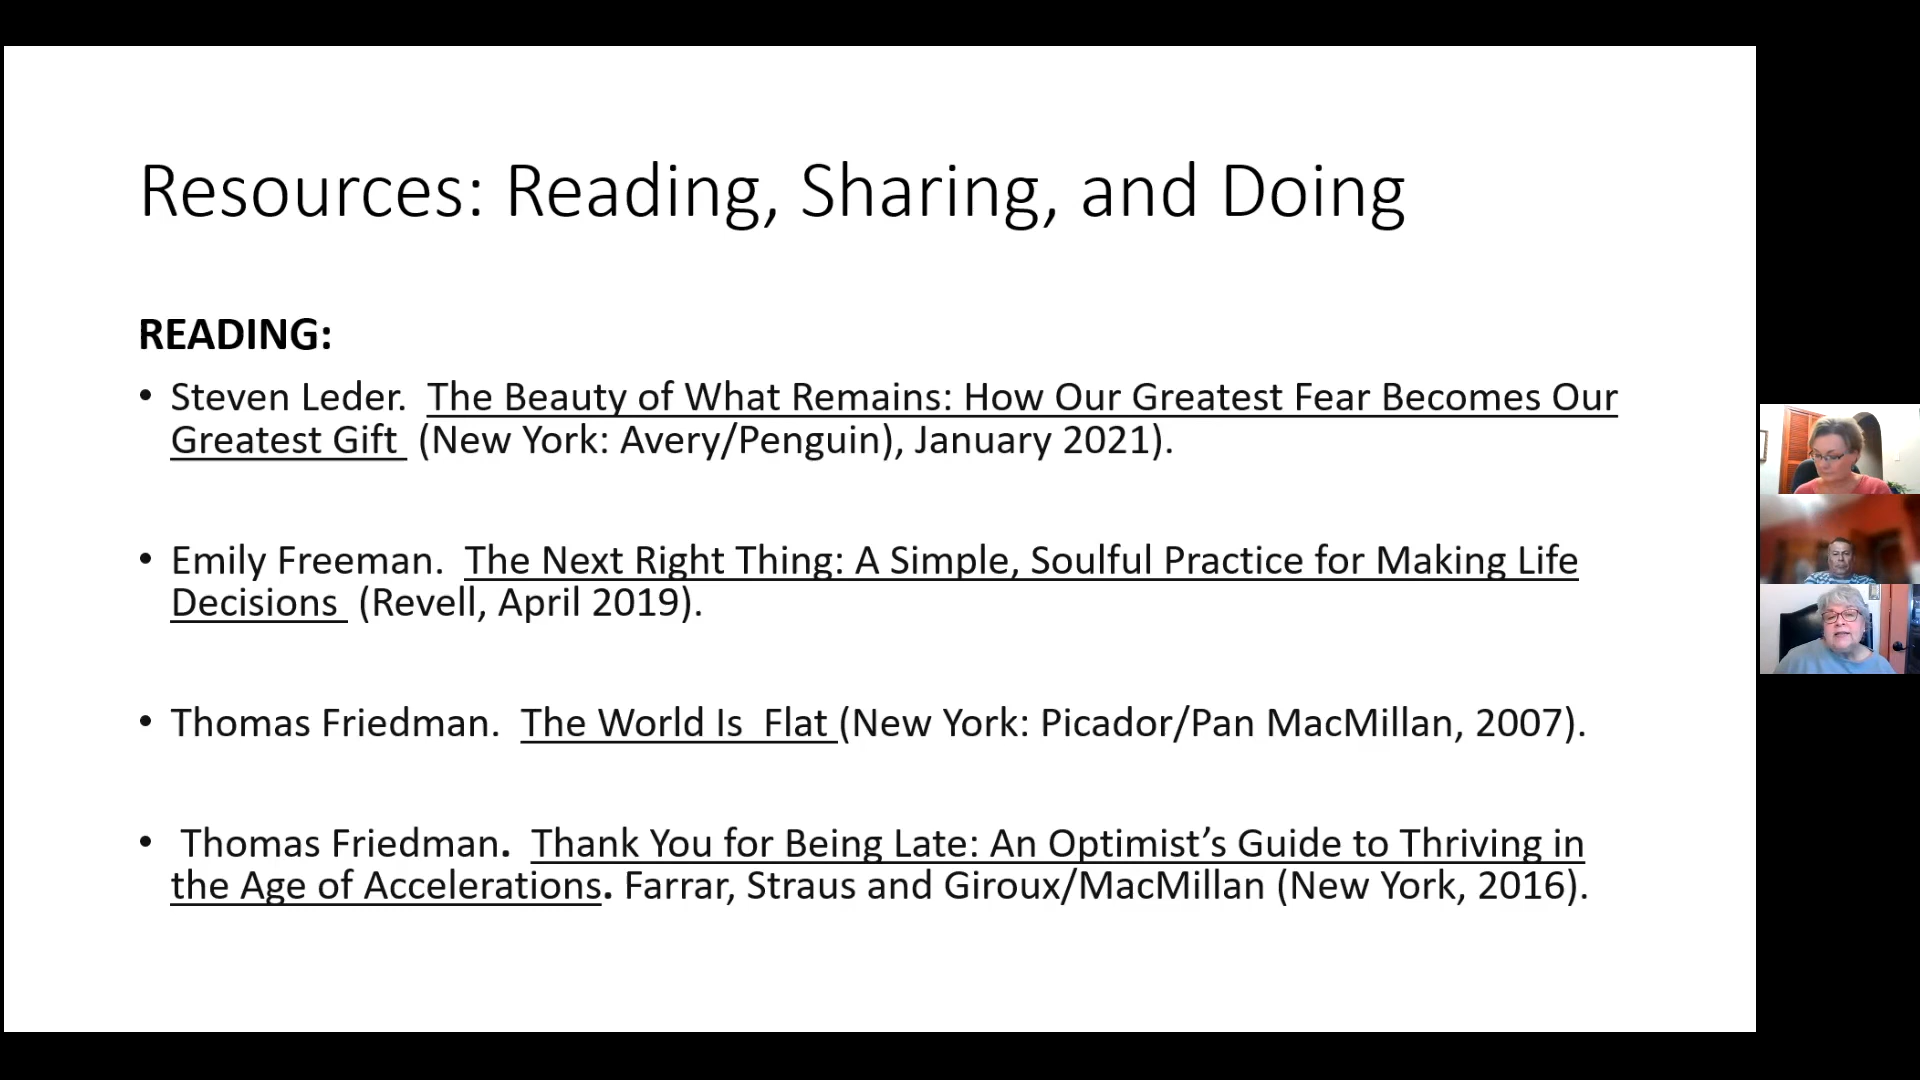 Resources: Reading, Sharing, and Doing
READING:
• Steven Leder.  The Beauty of What Remains: How Our Greatest Fear Becomes Our
Greatest Gift  (New York: Avery/Penguin), January 2021).
• Emily Freeman.  The Next Right Thing: A Simple, Soulful Practice for Making Life
Decisions  (Revell, April 2019).
• Thomas Friedman.  The World Is  Flat (New York: Picador/Pan MacMillan, 2007).
•  Thomas Friedman.  Thank You for Being Late: An Optimist’s Guide to Thriving in
the Age of Accelerations. Farrar, Straus and Giroux/MacMillan (New York, 2016).